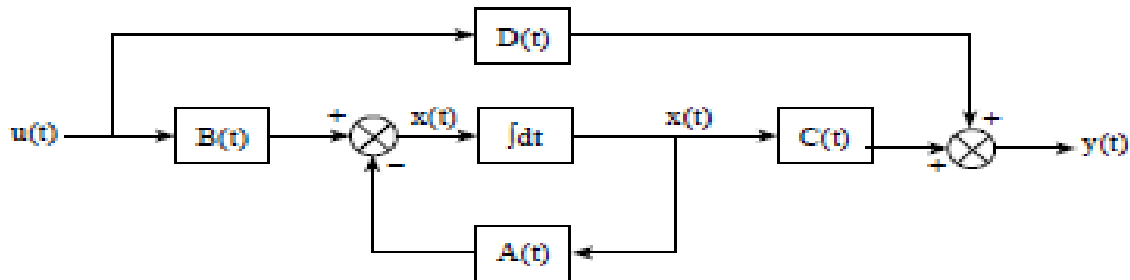 D(t)
+
u(t)
B(t)
+
x(t)
∫dt
x(t)
C(t)
+
y(t)
−
A(t)
+